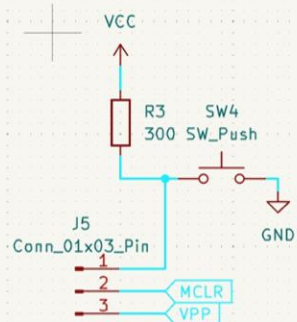 VCC
R3
300
SW4
SW_Push
GND
J5
Conn_01x03_Pin
1
2
3
MCLR
VPP